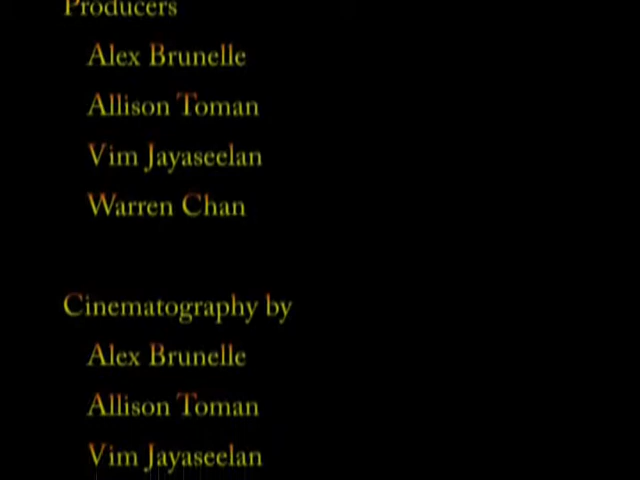 Producers
Alex Brunelle
Allison Toman
Vim Jayaseelan
Warren Chan
Cinematography by
Alex Brunelle
Allison Toman
Vim Jayaseelan